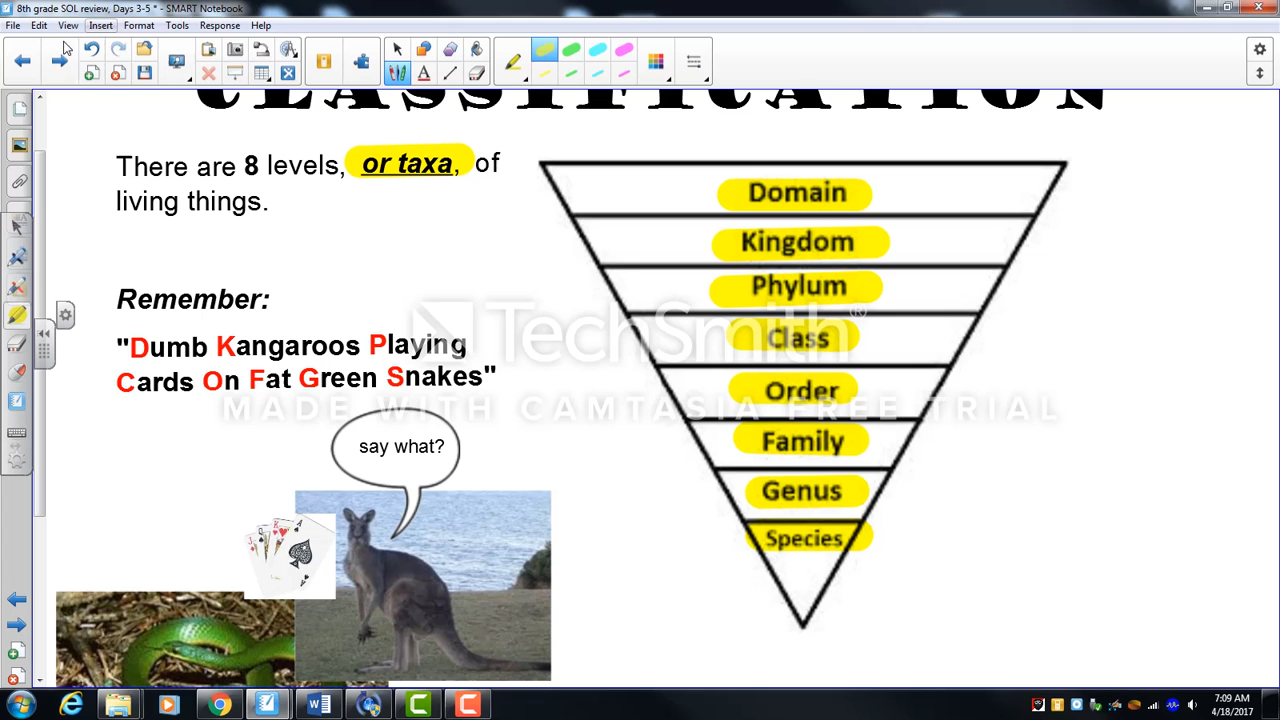 8th grade SOL review, Days 3-5 * - SMART Notebook
File Edit View Insert Format Tools Response Help
CLASSIFICATION
There are 8 levels, or taxa, of
living things.
Remember:
"Dumb Kangaroos Playing
Cards On Fat Green Snakes"
say what?
Domain
Kingdom
Phylum
Class
Order
Family
Genus
Species
TechSmith®
MADE WITH CAMTASIA FREE TRIAL
7:09 AM
4/18/2017